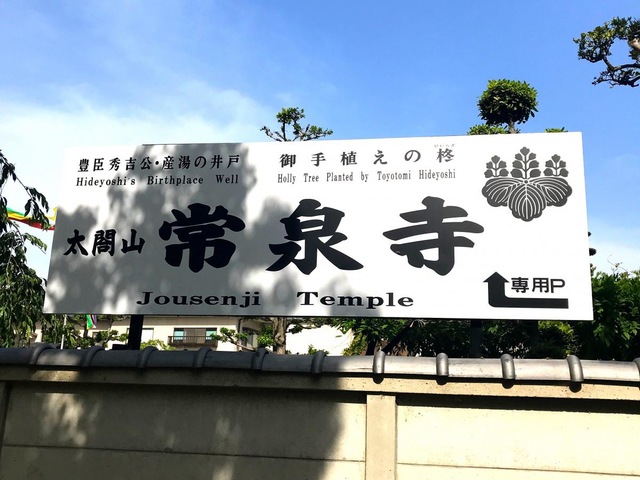 豊臣秀吉公・産湯の井戸
Hideyoshi's Birthplace Well
御手植えの柊
Holly Tree Planted by Toyotomi Hideyoshi
太閤山 常泉寺
Jousenji Temple
専用P